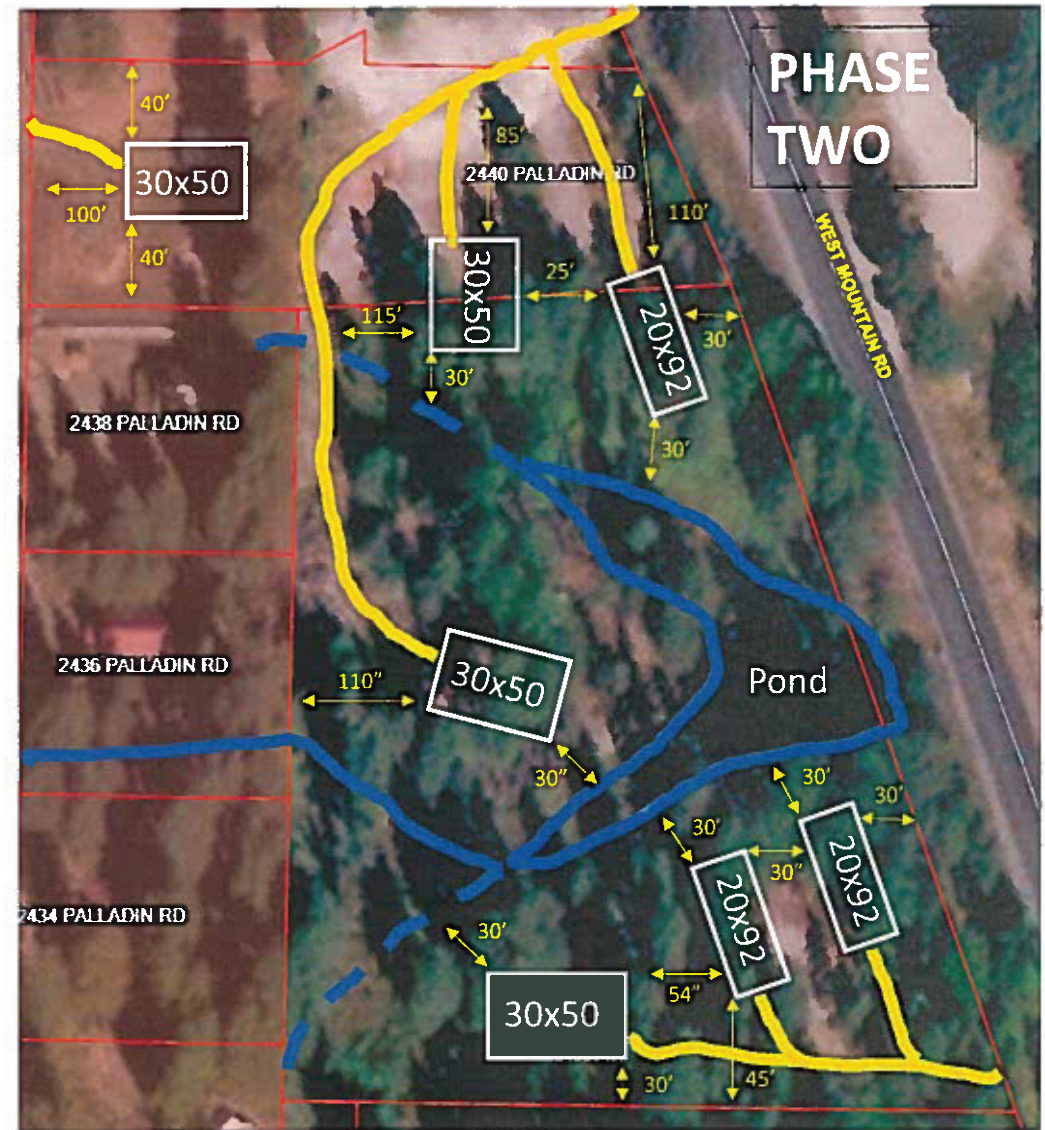 PHASE
TWO
40'
30x50
100'
40'
85'
2440 PALLADIN RD
110'
WEST MOUNTAIN RD
30x50
25'
115'
30'
20x92
30'
30'
2438 PALLADIN RD
2436 PALLADIN RD
110"
30x50
30"
Pond
30'
30'
30'
20x92
30"
20x92
2434 PALLADIN RD
30'
54"
30x50
30'
45'